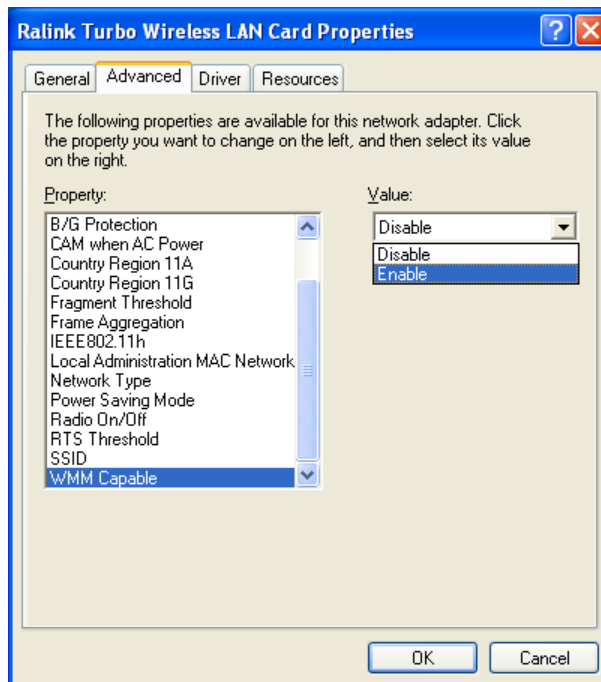 Ralink Turbo Wireless LAN Card Properties
General Advanced Driver Resources
The following properties are available for this network adapter. Click
the property you want to change on the left, and then select its value
on the right.
Property: Value:
B/G Protection
CAM when AC Power
Country Region 11A
Country Region 11G
Fragment Threshold
Frame Aggregation
IEEE802.11h
Local Administration MAC Network
Network Type
Power Saving Mode
Radio On/Off
RTS Threshold
SSID
WMM Capable
Disable
Disable
Enable
OK Cancel